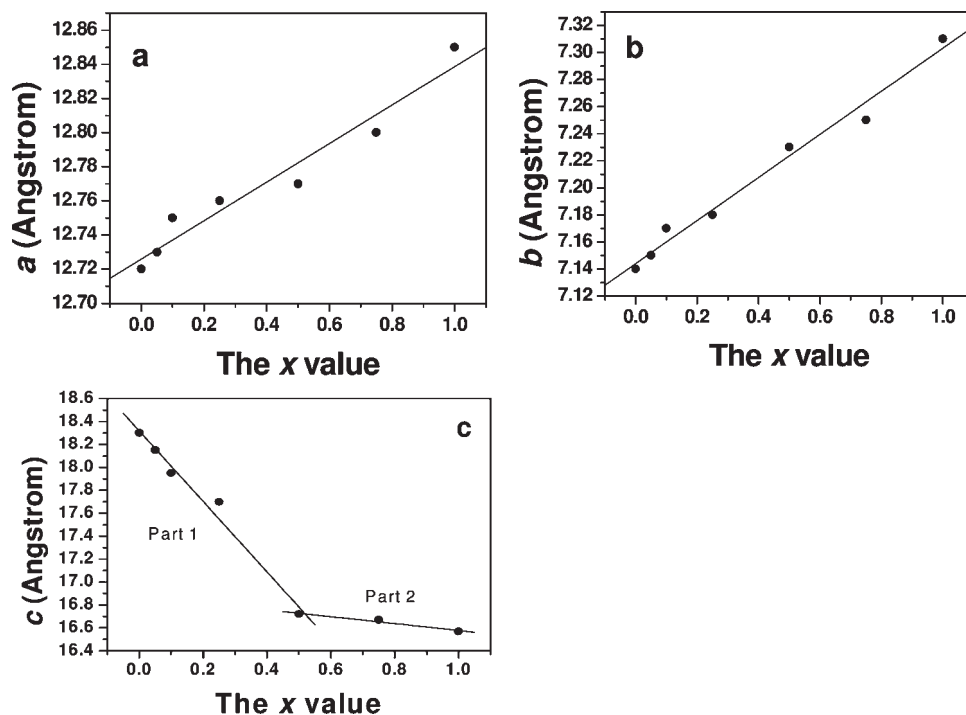 a
12.86
12.84
12.82
12.80
12.78
12.76
12.74
12.72
12.70
a (Angstrom)
0.0 0.2 0.4 0.6 0.8 1.0
The x value
b
7.32
7.30
7.28
7.26
7.24
7.22
7.20
7.18
7.16
7.14
7.12
b (Angstrom)
0.0 0.2 0.4 0.6 0.8 1.0
The x value
c
18.6
18.4
18.2
18.0
17.8
17.6
17.4
17.2
17.0
16.8
16.6
16.4
c (Angstrom)
Part 1
Part 2
0.0 0.2 0.4 0.6 0.8 1.0
The x value